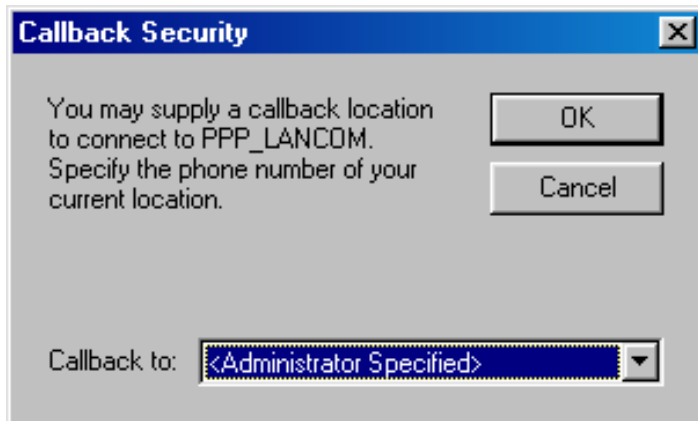 Callback Security
You may supply a callback location
to connect to PPP_LANCOM.
Specify the phone number of your
current location.
OK
Cancel
Callback to: <Administrator Specified>